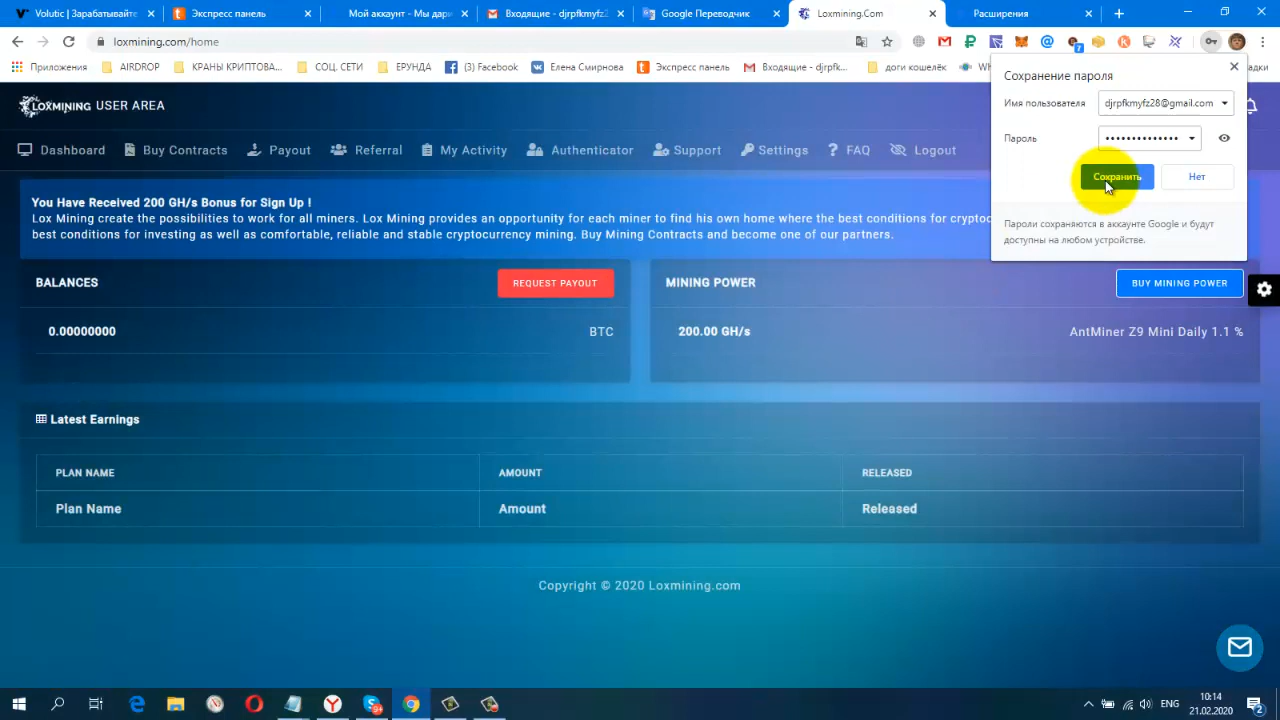 Volutic | Зарабатывайте
Экспресс панель
Мой аккаунт - Мы дарі
Входящие - djrpfkmyfz2
Google Переводчик
Loxmining.Com
Расширения
loxmining.com/home
7
Приложения
AIRDROP
КРАНЫ КРИПТОВА...
СОЦ. СЕТИ
ЕРУНДА
(3) Facebook
Елена Смирнова
Экспресс панель
Входящие - djrpfk...
доги кошелёк
Сохранение пароля
Имя пользователя
djrpfkmyfz28@gmail.com
Пароль
••••••••••••••
Сохранить
Нет
Пароли сохраняются в аккаунте Google и будут
доступны на любом устройстве.
LOXMINING USER AREA
Dashboard
Buy Contracts
Payout
Referral
My Activity
Authenticator
Support
Settings
FAQ
Logout
You Have Received 200 GH/s Bonus for Sign Up !
Lox Mining create the possibilities to work for all miners. Lox Mining provides an opportunity for each miner to find his own home where the best conditions for cryptoc
best conditions for investing as well as comfortable, reliable and stable cryptocurrency mining. Buy Mining Contracts and become one of our partners.
BALANCES
REQUEST PAYOUT
0.00000000
BTC
MINING POWER
BUY MINING POWER
200.00 GH/s
AntMiner Z9 Mini Daily 1.1 %
Latest Earnings
PLAN NAME
AMOUNT
RELEASED
Plan Name
Amount
Released
Copyright © 2020 Loxmining.com
ENG
10:14
21.02.2020
2